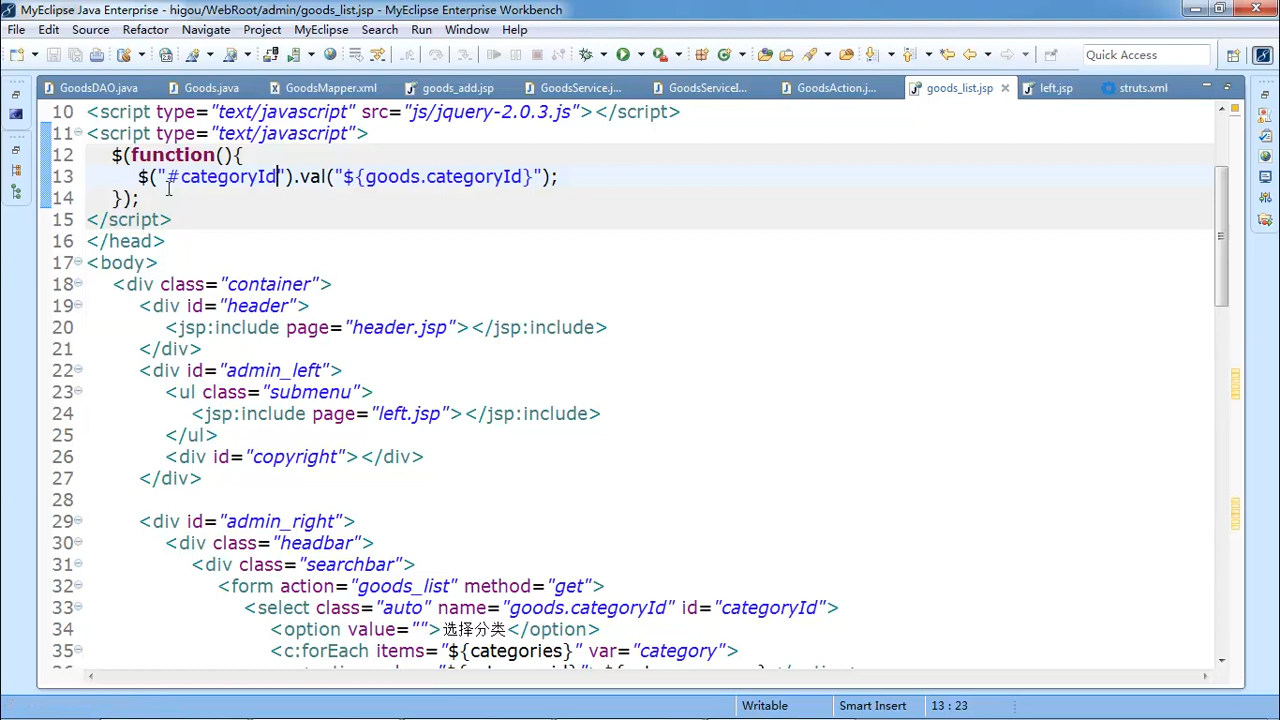 MyEclipse Java Enterprise - higou/WebRoot/admin/goods_list.jsp - MyEclipse Enterprise Workbench
File Edit Source Refactor Navigate Project MyEclipse Search Run Window Help
Quick Access
GoodsDAO.java Goods.java GoodsMapper.xml goods_add.jsp GoodsService.j... GoodsServiceI... GoodsAction.j... goods_list.jsp left.jsp struts.xml
10 <script type="text/javascript" src="js/jquery-2.0.3.js"></script>
11 <script type="text/javascript">
12 $(function(){
13 $("#categoryId").val("${goods.categoryId}");
14 });
15 </script>
16 </head>
17 <body>
18 <div class="container">
19 <div id="header">
20 <jsp:include page="header.jsp"></jsp:include>
21 </div>
22 <div id="admin_left">
23 <ul class="submenu">
24 <jsp:include page="left.jsp"></jsp:include>
25 </ul>
26 <div id="copyright"></div>
27 </div>
28
29 <div id="admin_right">
30 <div class="headbar">
31 <div class="searchbar">
32 <form action="goods_list" method="get">
33 <select class="auto" name="goods.categoryId" id="categoryId">
34 <option value="">选择分类</option>
35 <c:forEach items="${categories}" var="category">
Writable Smart Insert 13 : 23